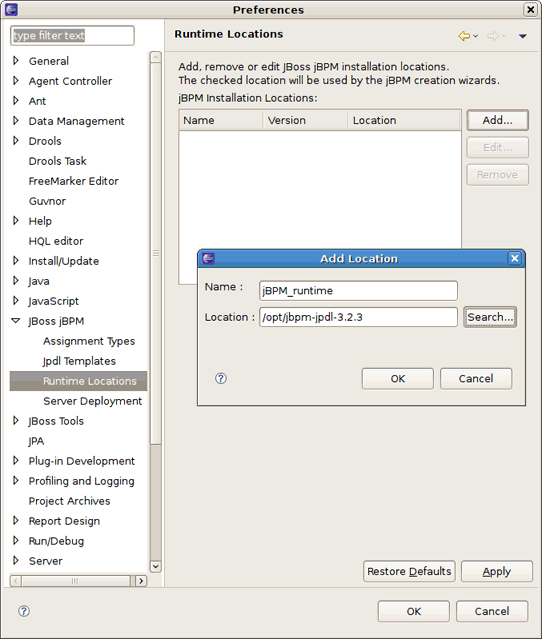 Preferences
type filter text
General
Agent Controller
Ant
Data Management
Drools
Drools Task
FreeMarker Editor
Guvnor
Help
HQL editor
Install/Update
Java
JavaScript
JBoss jBPM
Assignment Types
Jpdl Templates
Runtime Locations
Server Deployment
JBoss Tools
JPA
Plug-in Development
Profiling and Logging
Project Archives
Report Design
Run/Debug
Server
Runtime Locations
Add, remove or edit JBoss jBPM installation locations.
The checked location will be used by the jBPM creation wizards.
jBPM Installation Locations:
Name Version Location
Add...
Edit...
Remove
Add Location
Name : jBPM_runtime
Location : /opt/jbpm-jpdl-3.2.3 Search...
OK Cancel
Restore Defaults Apply
OK Cancel